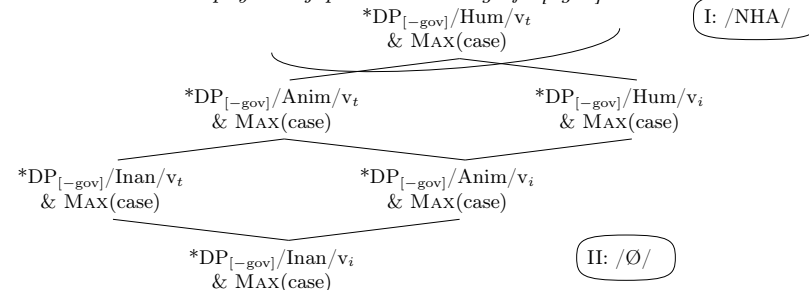 *DP[−gov]/Hum/vt
& MAX(case)
I: /NHA/
*DP[−gov]/Anim/vt
& MAX(case)
*DP[−gov]/Hum/vi
& MAX(case)
*DP[−gov]/Inan/vt
& MAX(case)
*DP[−gov]/Anim/vi
& MAX(case)
*DP[−gov]/Inan/vi
& MAX(case)
II: /Ø/